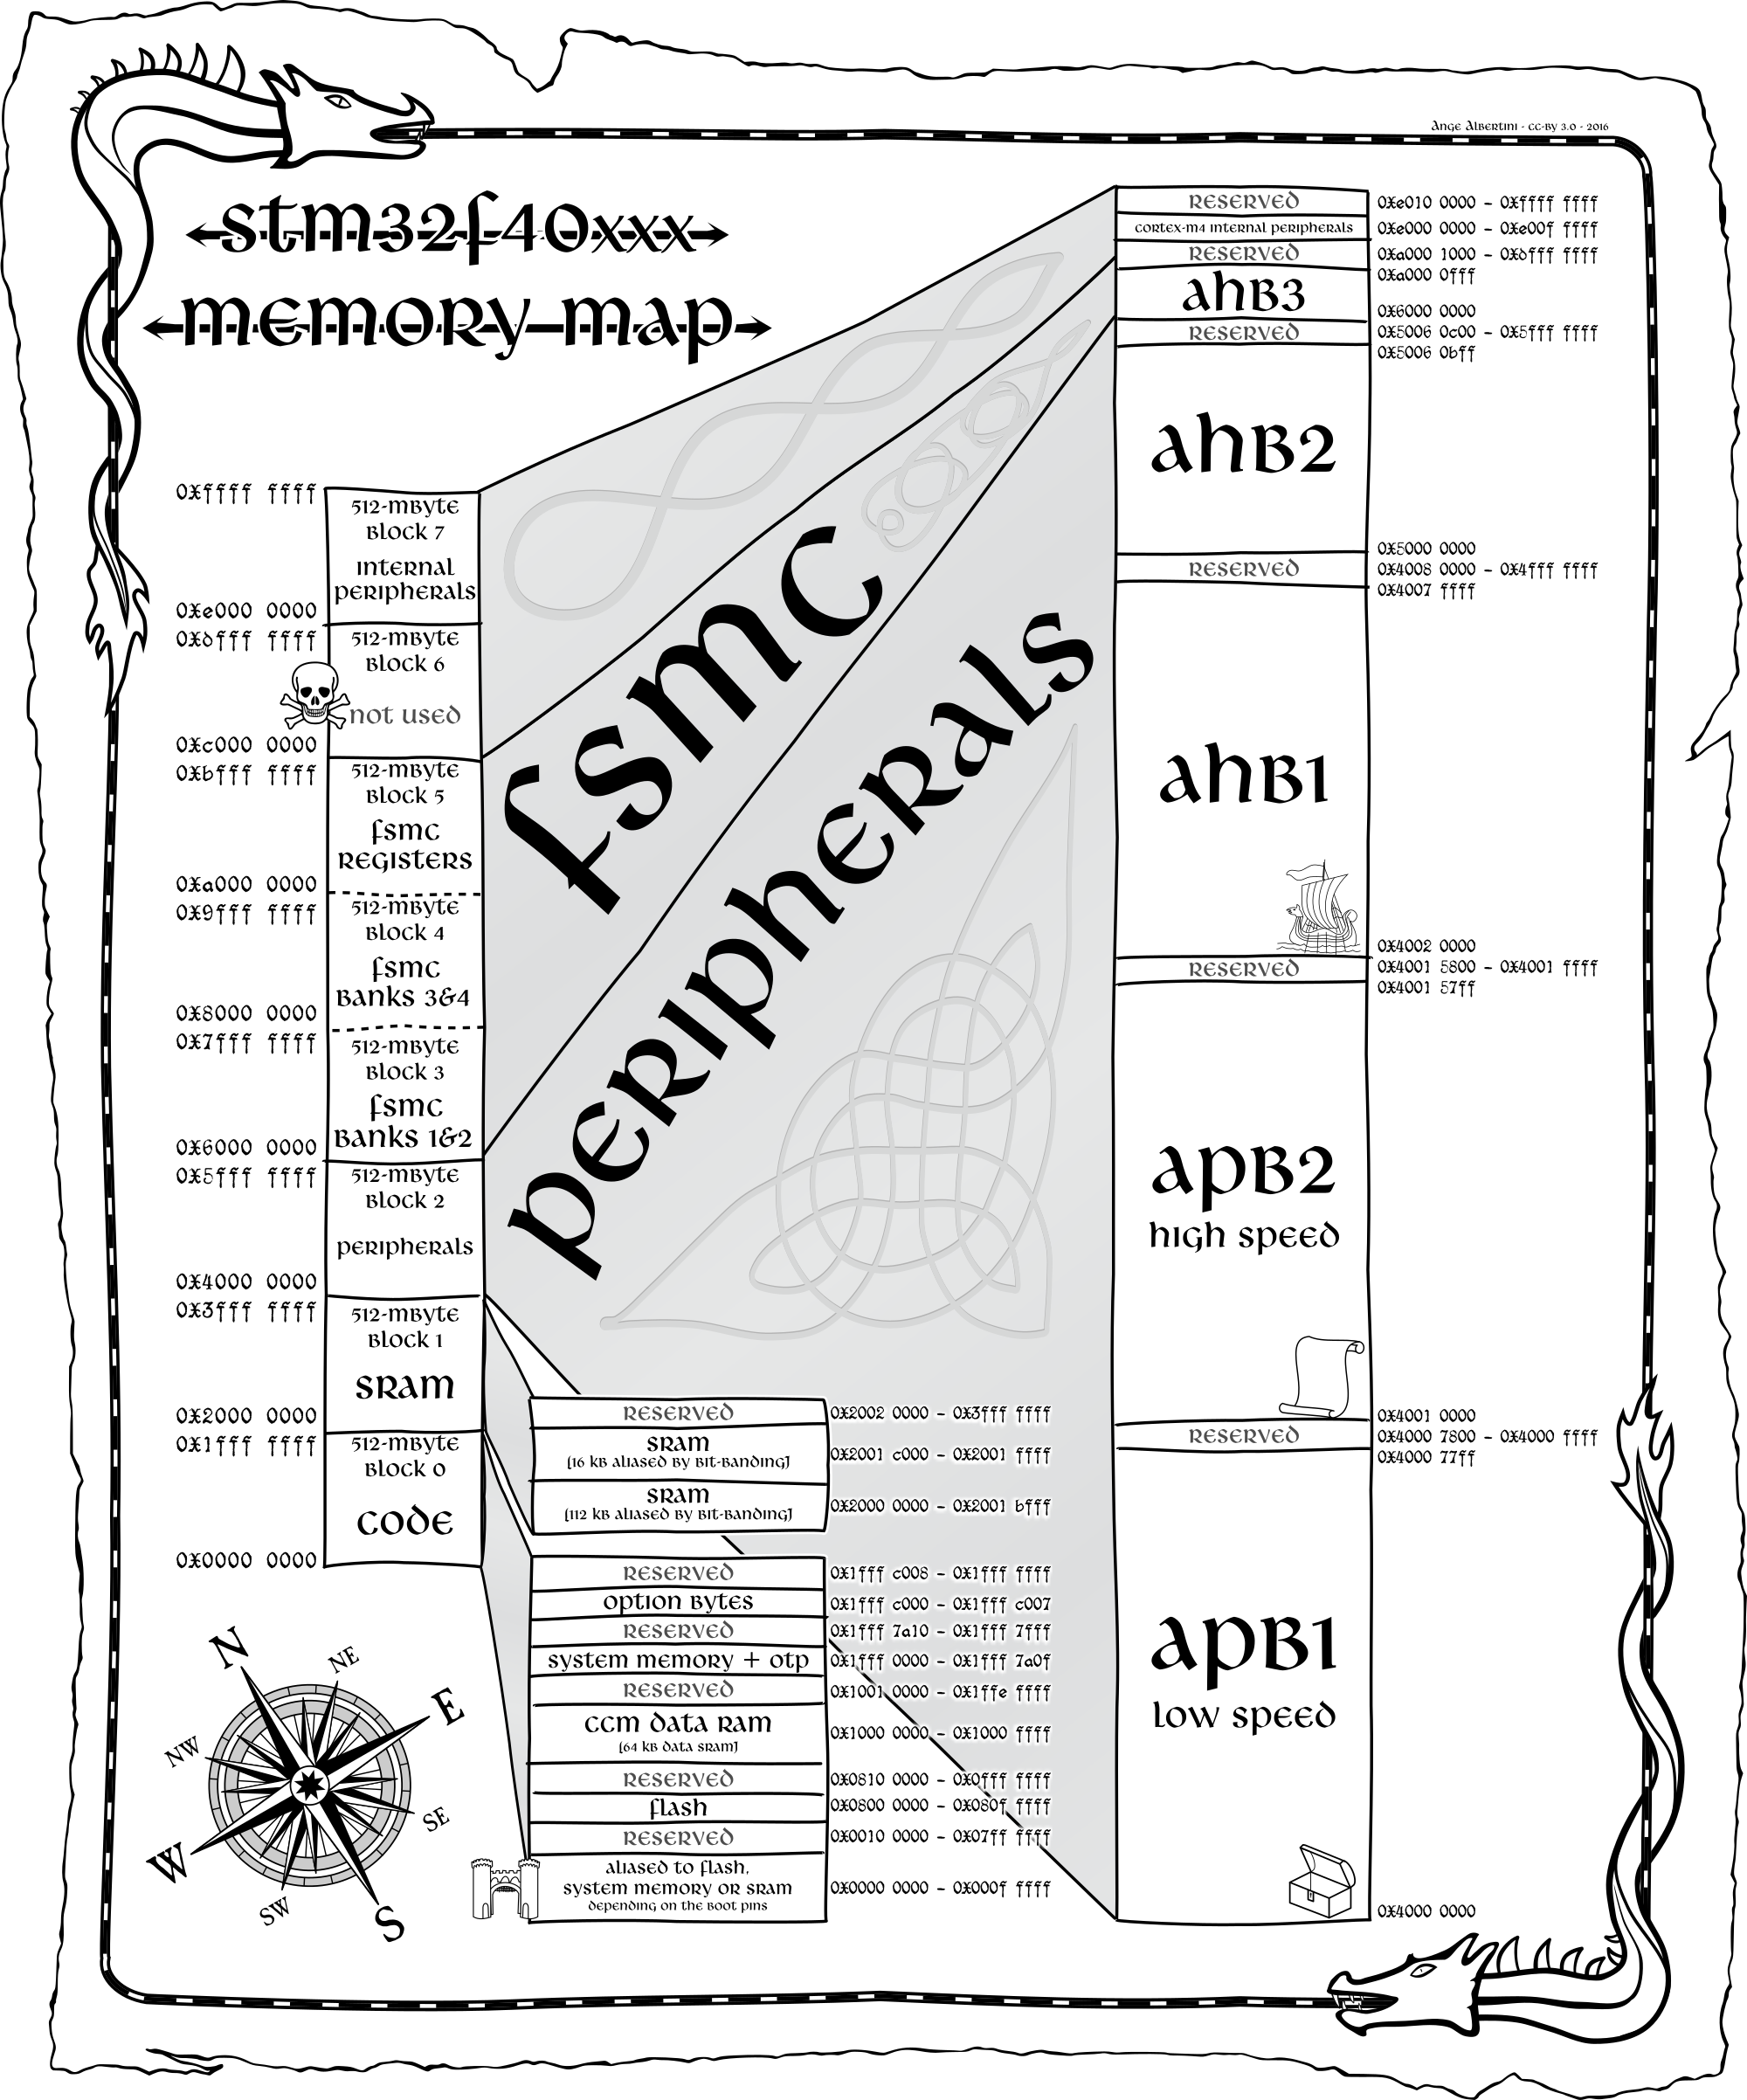 Ange Albertini - CC-BY 3.0 - 2016
stm32f40xxx
memory map
0xffff ffff
512-mbyte
block 7
internal
peripherals
0xe000 0000
0xdfff ffff
512-mbyte
block 6
not used
0xc000 0000
0xbfff ffff
512-mbyte
block 5
fsmc
registers
0xa000 0000
0x9fff ffff
512-mbyte
block 4
fsmc
banks 3&4
0x8000 0000
0x7fff ffff
512-mbyte
block 3
fsmc
banks 1&2
0x6000 0000
0x5fff ffff
512-mbyte
block 2
peripherals
0x4000 0000
0x3fff ffff
512-mbyte
block 1
sram
0x2000 0000
0x1fff ffff
512-mbyte
block 0
code
0x0000 0000
fsmc
peripherals
reserved 0xe010 0000 - 0xffff ffff
cortex-m4 internal peripherals 0xe000 0000 - 0xe00f ffff
reserved 0xa000 1000 - 0xdfff ffff
0xa000 0fff
ahb3
0x6000 0000
reserved 0x5006 0c00 - 0x5fff ffff
0x5006 0bff
ahb2
0x5000 0000
reserved 0x4008 0000 - 0x4fff ffff
0x4007 ffff
ahb1
0x4002 0000
reserved 0x4001 5800 - 0x4001 ffff
0x4001 57ff
apb2
high speed
0x4001 0000
reserved 0x4000 7800 - 0x4000 ffff
0x4000 77ff
apb1
low speed
0x4000 0000
reserved 0x2002 0000 - 0x3fff ffff
sram
[16 kb aliased by bit-banding] 0x2001 c000 - 0x2001 ffff
sram
[112 kb aliased by bit-banding] 0x2000 0000 - 0x2001 bfff
reserved 0x1fff c008 - 0x1fff ffff
option bytes 0x1fff c000 - 0x1fff c007
reserved 0x1fff 7a10 - 0x1fff 7fff
system memory + otp 0x1fff 0000 - 0x1fff 7a0f
reserved 0x1001 0000 - 0x1ffe ffff
ccm data ram 0x1000 0000 - 0x1000 ffff
[64 kb data sram]
reserved 0x0810 0000 - 0x0fff ffff
flash 0x0800 0000 - 0x080f ffff
reserved 0x0010 0000 - 0x07ff ffff
aliased to flash,
system memory or sram 0x0000 0000 - 0x000f ffff
depending on the boot pins
N
NE
E
NW
SE
W
SW
S